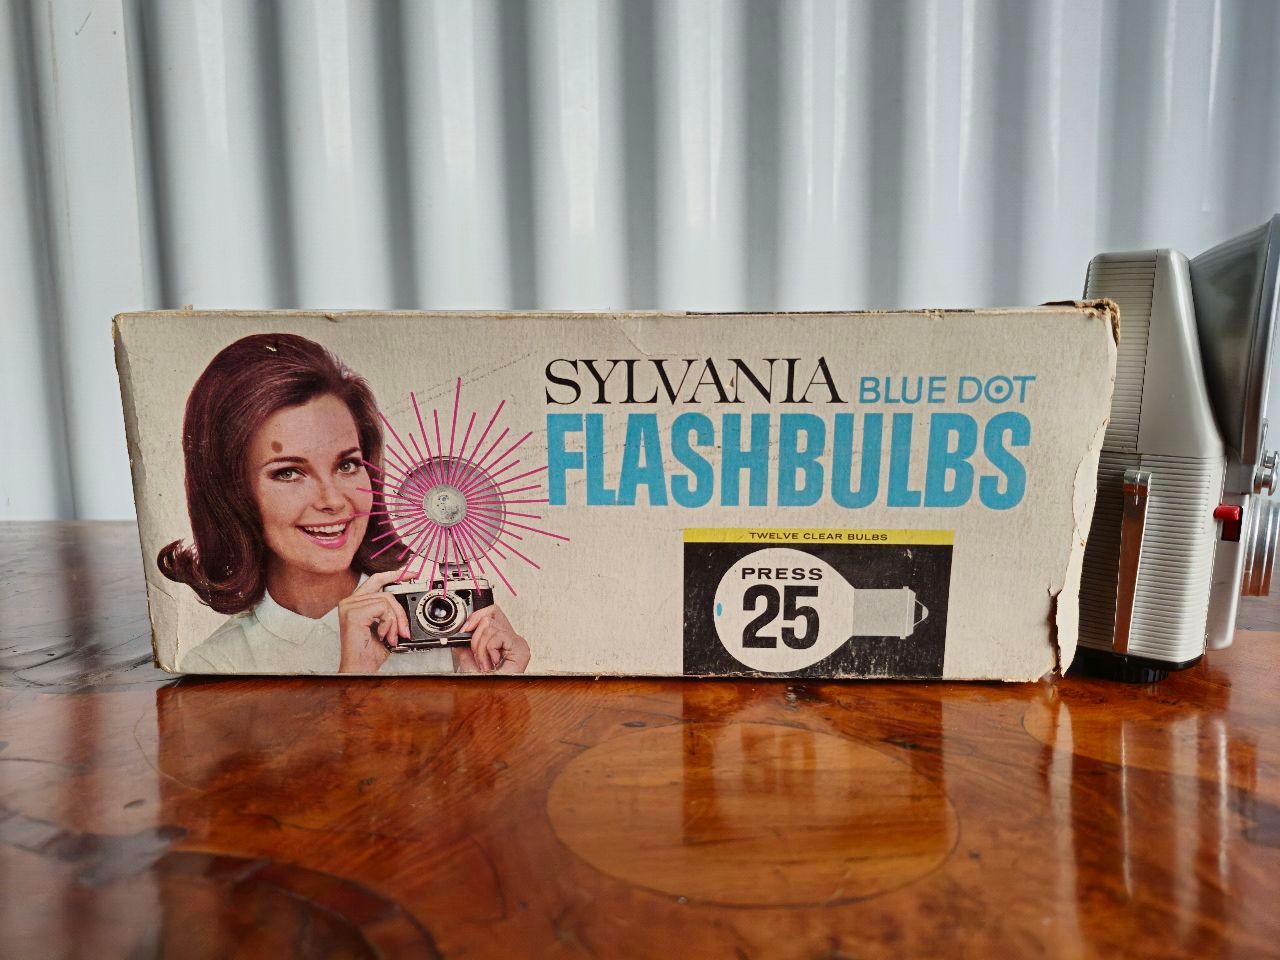 SYLVANIA BLUE DOT
FLASHBULBS
TWELVE CLEAR BULBS
PRESS
25